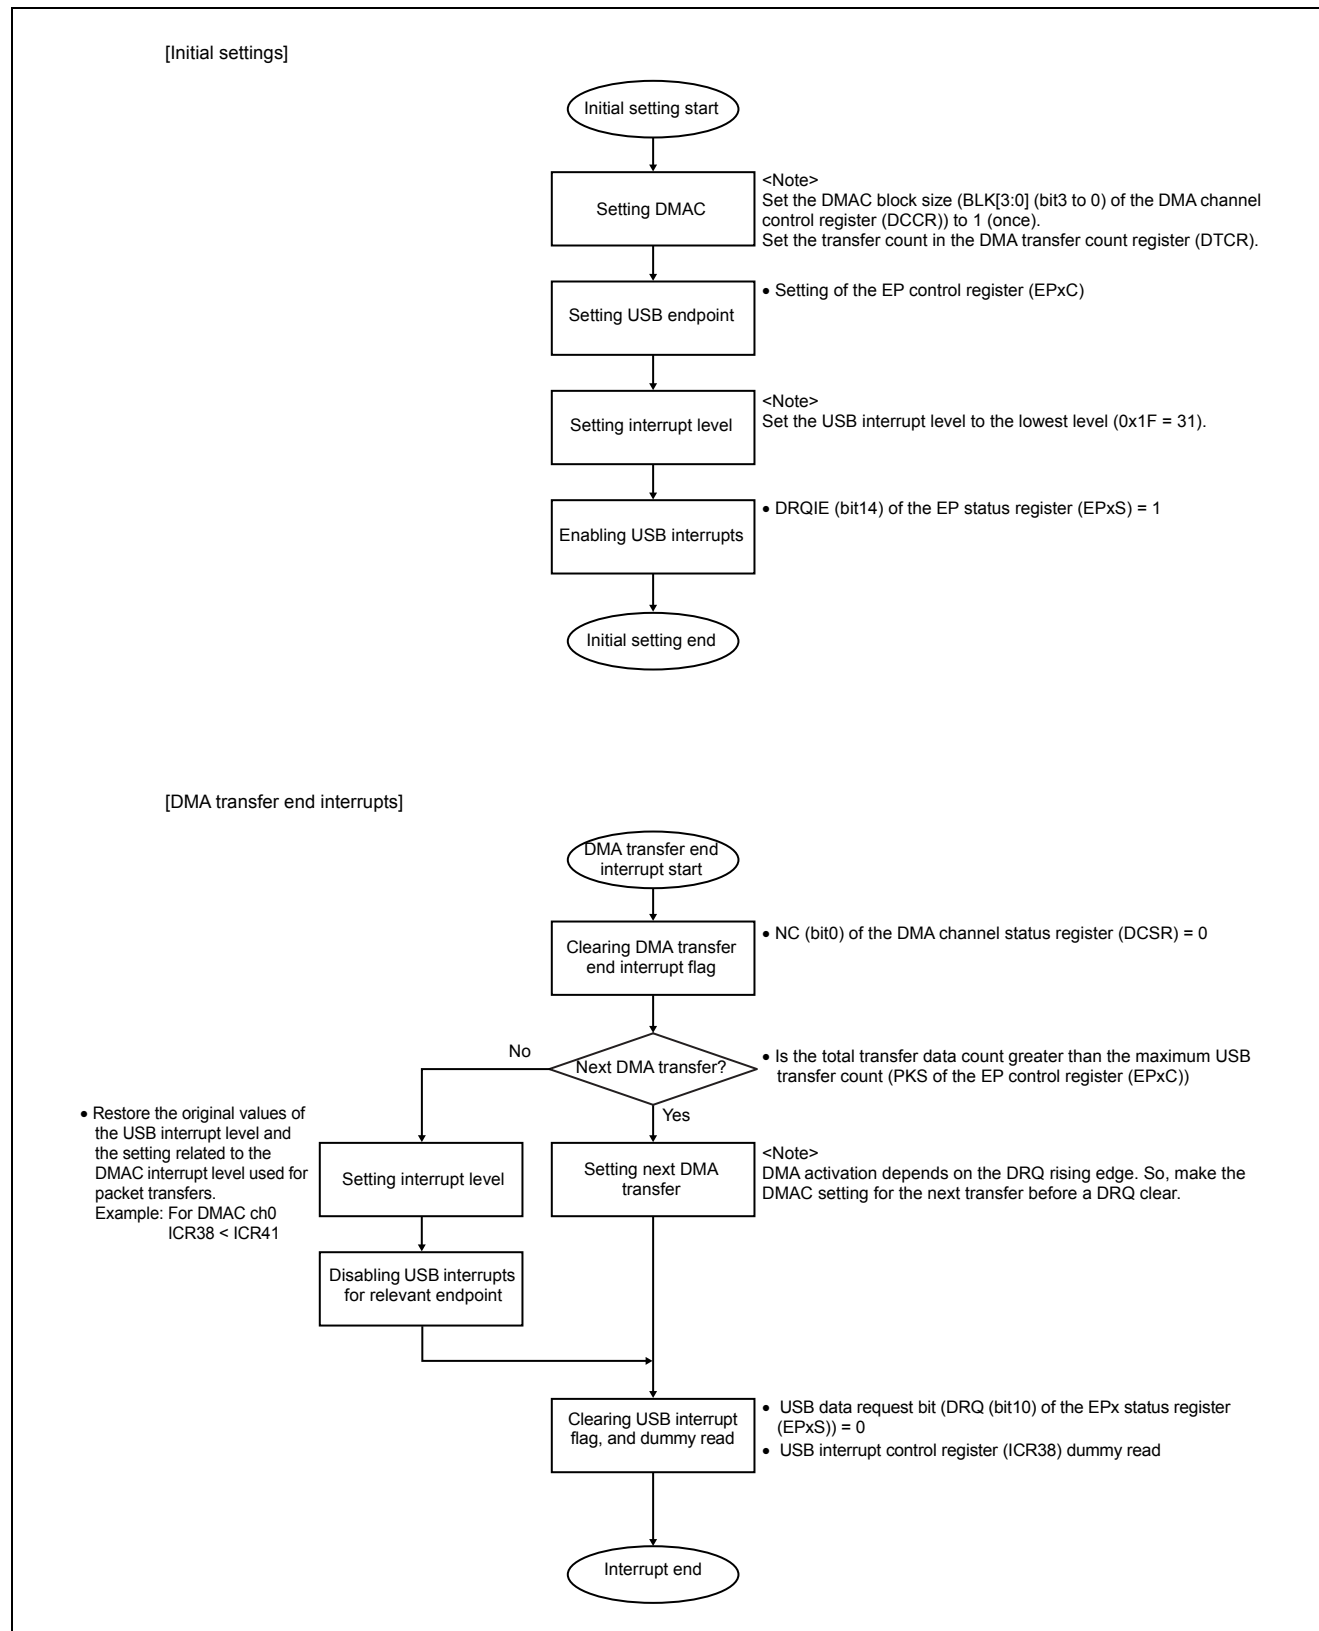 [Initial settings]
Initial setting start
Setting DMAC
<Note>
Set the DMAC block size (BLK[3:0] (bit3 to 0) of the DMA channel
control register (DCCR)) to 1 (once).
Set the transfer count in the DMA transfer count register (DTCR).
Setting USB endpoint
• Setting of the EP control register (EPxC)
Setting interrupt level
<Note>
Set the USB interrupt level to the lowest level (0x1F = 31).
Enabling USB interrupts
• DRQIE (bit14) of the EP status register (EPxS) = 1
Initial setting end
[DMA transfer end interrupts]
DMA transfer end
interrupt start
Clearing DMA transfer
end interrupt flag
• NC (bit0) of the DMA channel status register (DCSR) = 0
Next DMA transfer?
No
Yes
• Is the total transfer data count greater than the maximum USB
transfer count (PKS of the EP control register (EPxC))
• Restore the original values of
the USB interrupt level and
the setting related to the
DMAC interrupt level used for
packet transfers.
Example: For DMAC ch0
ICR38 < ICR41
Setting interrupt level
Setting next DMA
transfer
<Note>
DMA activation depends on the DRQ rising edge. So, make the
DMAC setting for the next transfer before a DRQ clear.
Disabling USB interrupts
for relevant endpoint
Clearing USB interrupt
flag, and dummy read
• USB data request bit (DRQ (bit10) of the EPx status register
(EPxS)) = 0
• USB interrupt control register (ICR38) dummy read
Interrupt end